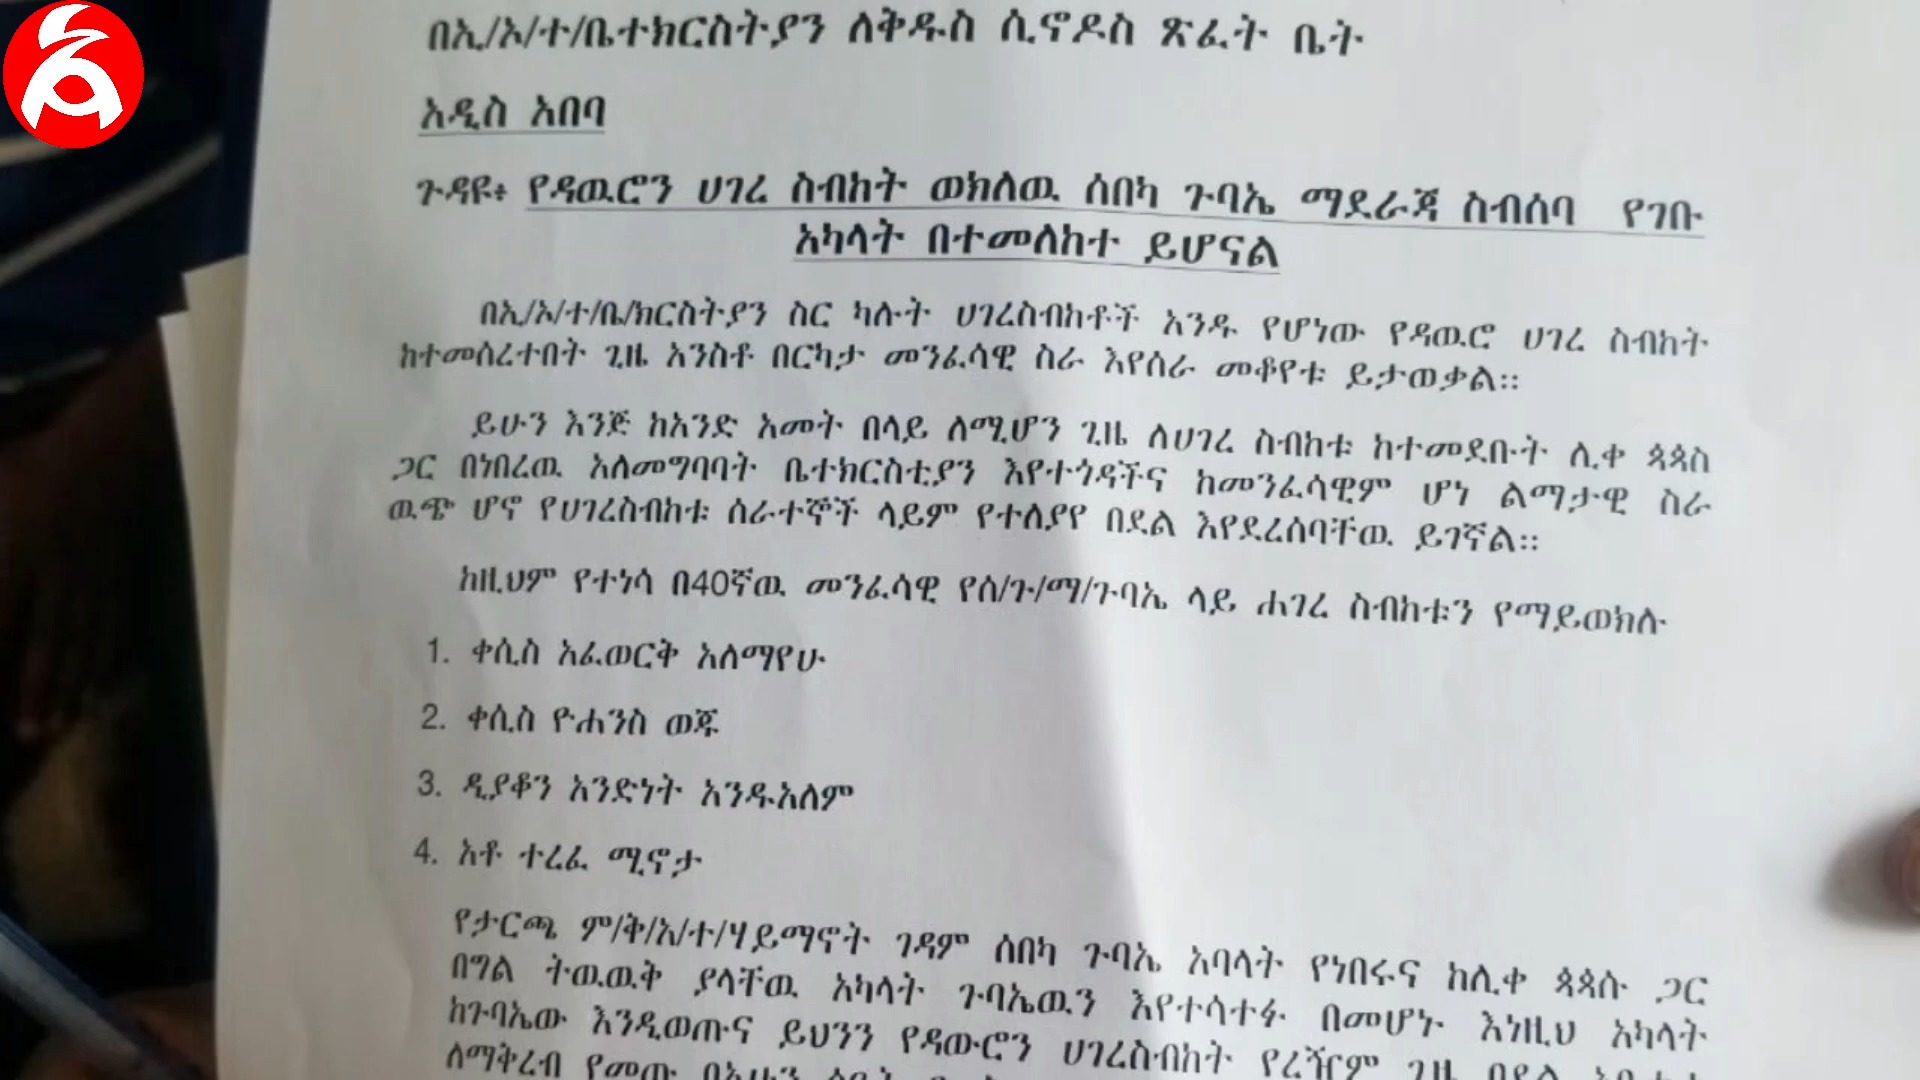 በኢ/ኦ/ተ/ቤተክርስትያን ለቅዱስ ሲኖዶስ ጽፈት ቤት
አዲስ አበባ
ጉዳዩ፥ የዳዉሮን ሀገረ ስብከት ወክለዉ ሰበካ ጉባኤ ማደራጃ ስብሰባ የገቡ
አካላት በተመለከተ ይሆናል
በኢ/ኦ/ተ/ቤ/ክርስትያን ስር ካሉት ሀገረስብከቶች አንዱ የሆነው የዳዉሮ ሀገረ ስብከት
ከተመሰረተበት ጊዜ አንስቶ በርካታ መንፈሳዊ ስራ እየሰራ መቆየቱ ይታወቃል።
ይሁን እንጅ ከአንድ አመት በላይ ለሚሆን ጊዜ ለሀገረ ስብከቱ ከተመደቡት ሊቀ ጳጳስ
ጋር በነበረዉ አለመግባባት ቤተክርስቲያን እየተጎዳችና ከመንፈሳዊም ሆነ ልማታዊ ስራ
ዉጭ ሆኖ የሀገረስብከቱ ሰራተኞች ላይም የተለያየ በደል እየደረሰባቸዉ ይገኛል።
ከዚህም የተነሳ በ40ኛዉ መንፈሳዊ የሰ/ጉ/ማ/ጉባኤ ላይ ሐገረ ስብከቱን የማይወክሉ
1. ቀሲስ አፈወርቅ አለማየሁ
2. ቀሲስ ዮሐንስ ወጁ
3. ዲያቆን አንድነት አንዱአለም
4. አቶ ተረፈ ሚኖታ
የታርጫ ም/ቅ/አ/ተ/ሃይማኖት ገዳም ሰበካ ጉባኤ አባላት የነበሩና ከሊቀ ጳጳሱ ጋር
በግል ትዉዉቅ ያላቸዉ አካላት ጉባኤዉን እየተሳተፉ በመሆኑ እነዚህ አካላት
ከጉባኤው እንዲወጡና ይህንን የዳውሮን ሀገረስብከት የረዥም ጊዜ በደል
ለማቅረብ የመጡ